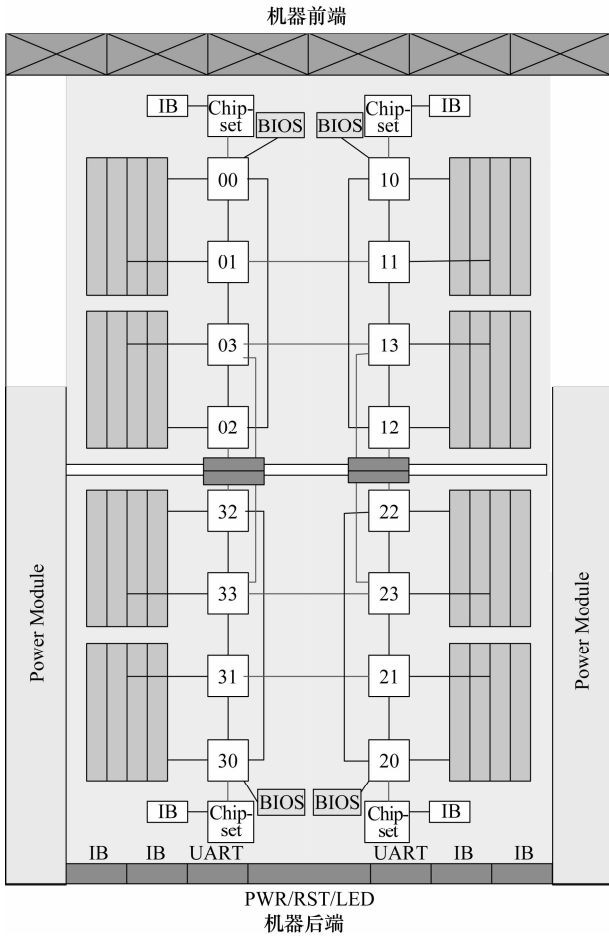 机器前端
IB
Chip-
set
BIOS
BIOS
Chip-
set
IB
00
10
01
11
03
13
02
12
32
22
33
23
31
21
30
20
Power Module
Power Module
IB
Chip-
set
BIOS
BIOS
Chip-
set
IB
IB IB UART UART IB IB
PWR/RST/LED
机器后端